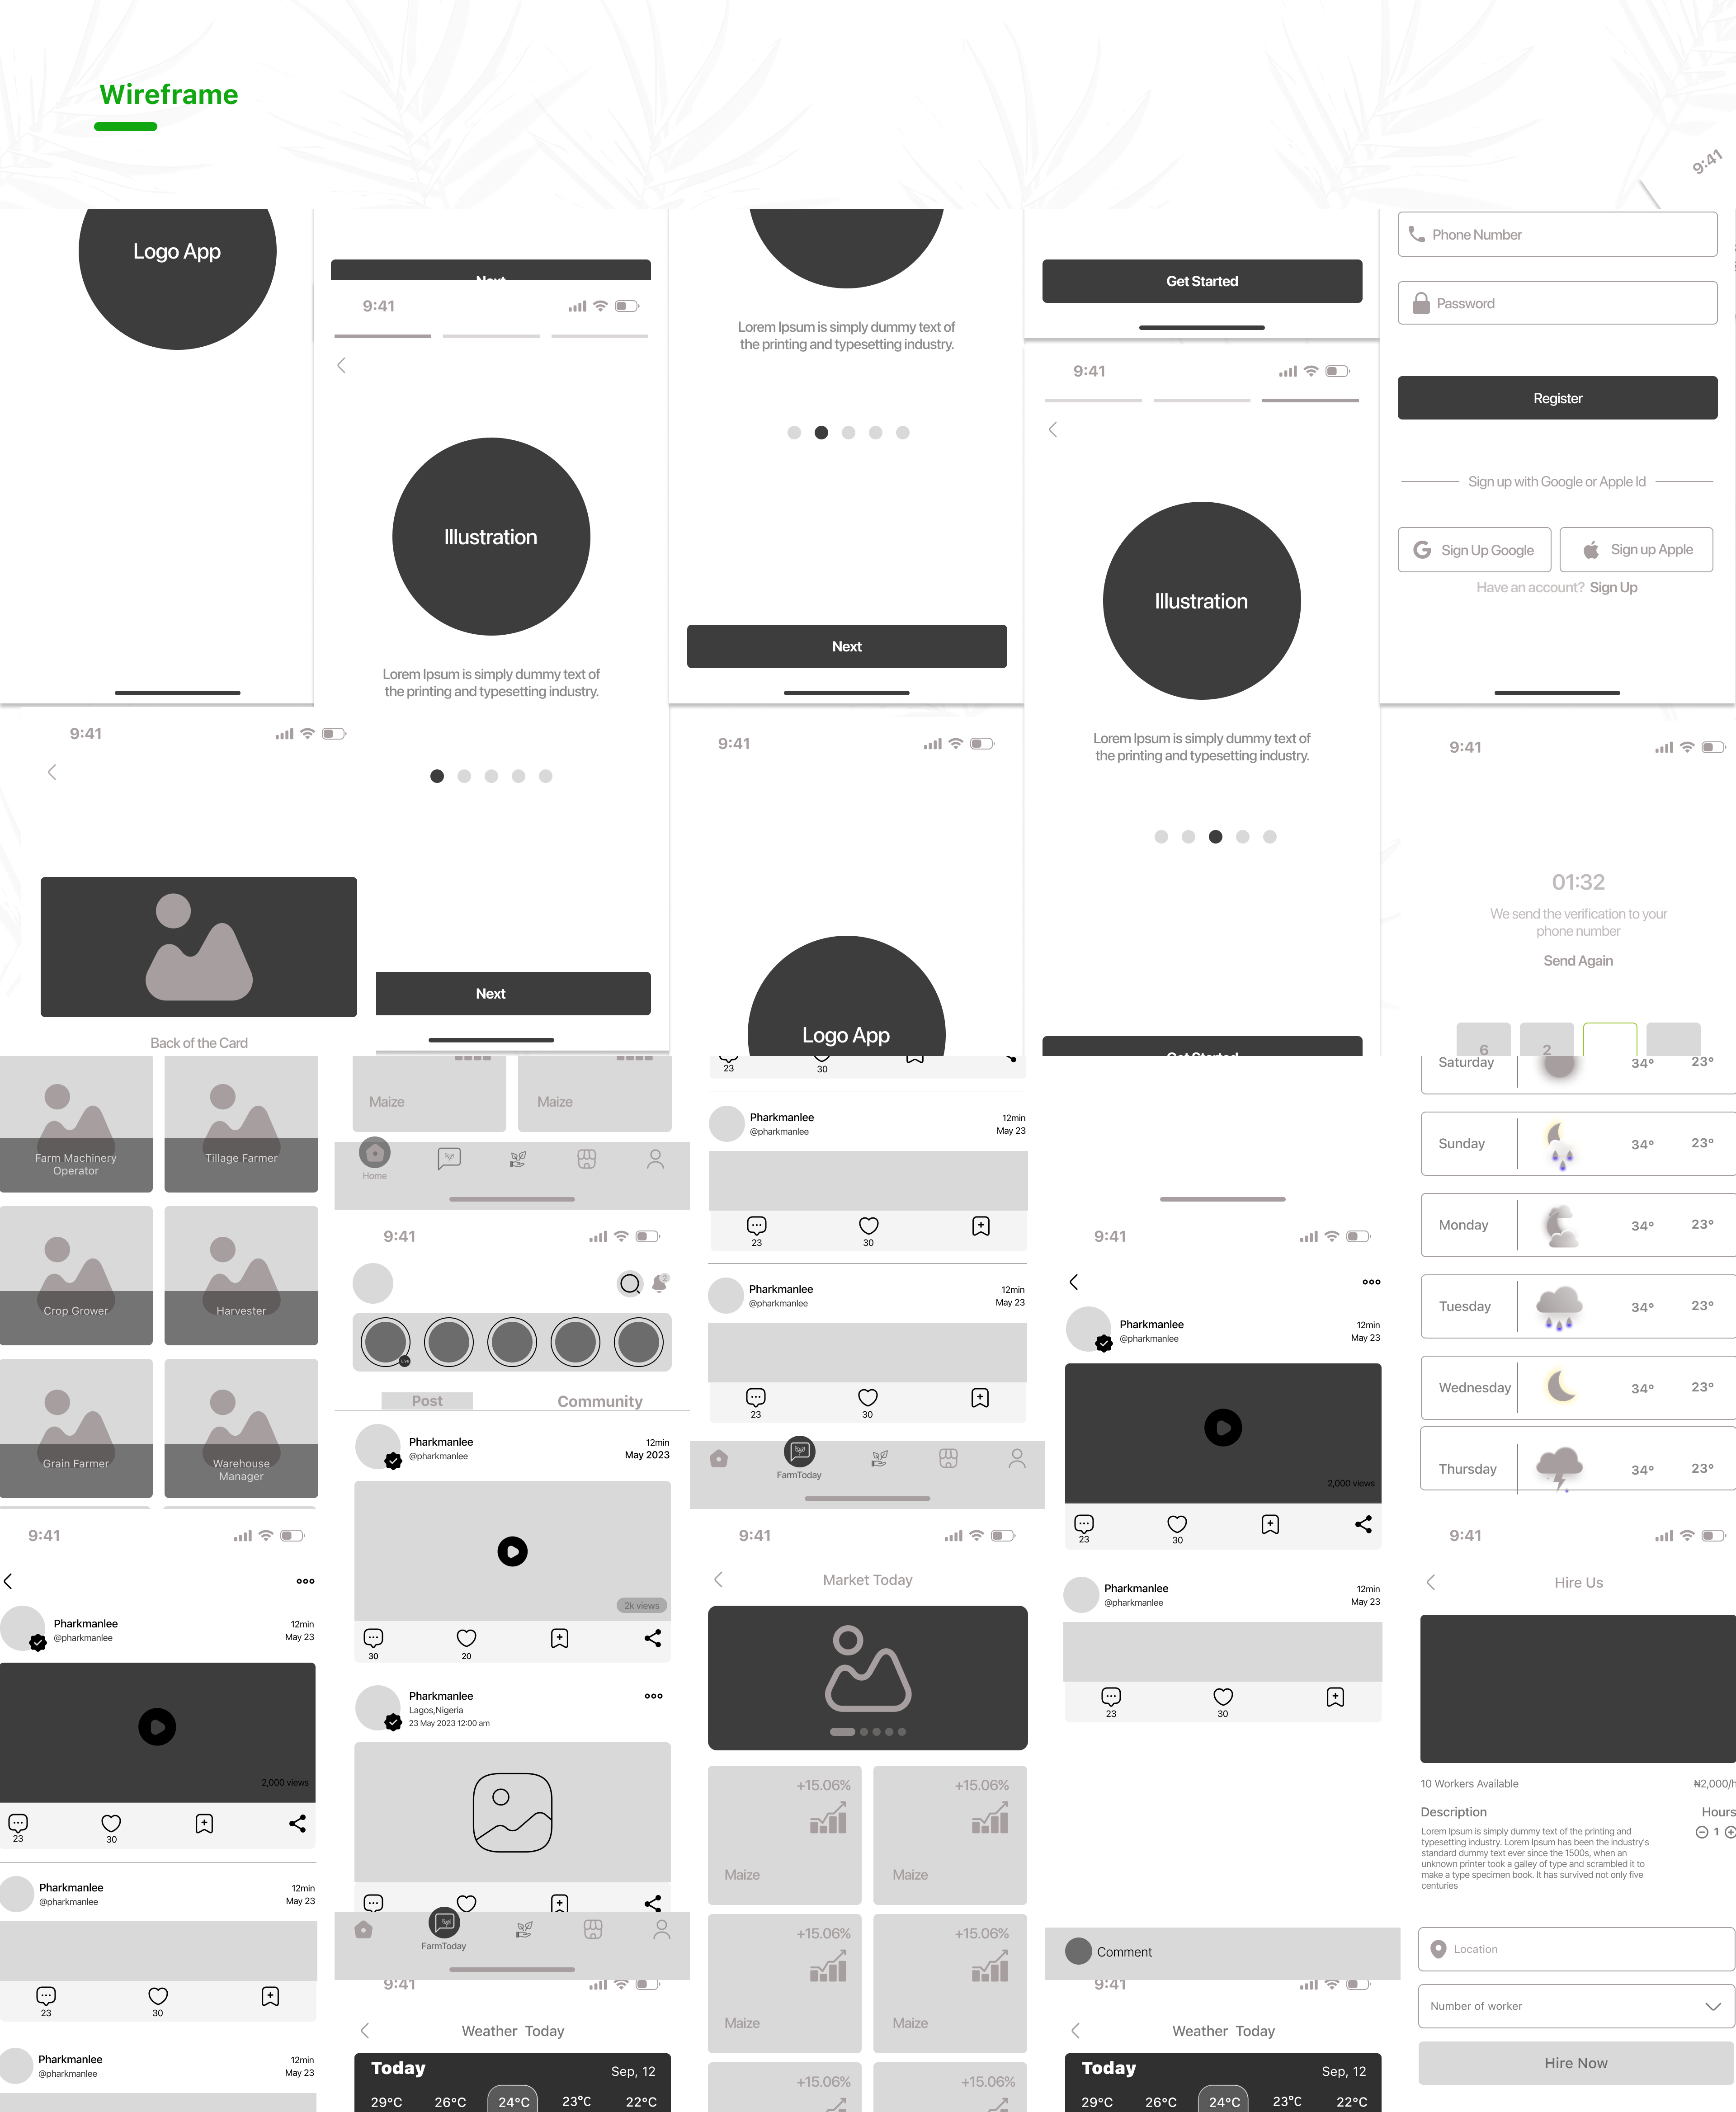 Wireframe
9:41
Logo App
Next
9:41
Illustration
Lorem Ipsum is simply dummy text of
the printing and typesetting industry.
Next
Lorem Ipsum is simply dummy text of
the printing and typesetting industry.
Next
9:41
Logo App
Get Started
9:41
Illustration
Lorem Ipsum is simply dummy text of
the printing and typesetting industry.
Get Started
Phone Number
Password
Register
Sign up with Google or Apple Id
Sign Up Google
Sign up Apple
Have an account? Sign Up
9:41
Back of the Card
9:41
01:32
We send the verification to your
phone number
Send Again
6 2
Farm Machinery
Operator
Tillage Farmer
Crop Grower
Harvester
Grain Farmer
Warehouse
Manager
9:41
Pharkmanlee
@pharkmanlee
12min
May 23
2,000 views
23
30
Pharkmanlee
@pharkmanlee
12min
May 23
23
30
Pharkmanlee
@pharkmanlee
12min
May 23
Maize
Maize
Home
9:41
2
Live
Post
Community
Pharkmanlee
@pharkmanlee
12min
May 2023
2k views
30
20
Pharkmanlee
Lagos,Nigeria
23 May 2023 12:00 am
FarmToday
9:41
Weather Today
Today
Sep, 12
29°C 26°C 24°C 23°C 22°C
23
30
Pharkmanlee
@pharkmanlee
12min
May 23
23
30
Pharkmanlee
@pharkmanlee
12min
May 23
23
30
FarmToday
9:41
Market Today
+15.06%
Maize
+15.06%
Maize
+15.06%
Maize
+15.06%
Maize
+15.06%
+15.06%
9:41
Pharkmanlee
@pharkmanlee
12min
May 23
2,000 views
23
30
Pharkmanlee
@pharkmanlee
12min
May 23
23
30
Comment
9:41
Weather Today
Today
Sep, 12
29°C 26°C 24°C 23°C 22°C
Saturday 34° 23°
Sunday 34° 23°
Monday 34° 23°
Tuesday 34° 23°
Wednesday 34° 23°
Thursday 34° 23°
9:41
Hire Us
10 Workers Available
₦2,000/h
Description
Hours
Lorem Ipsum is simply dummy text of the printing and
typesetting industry. Lorem Ipsum has been the industry's
standard dummy text ever since the 1500s, when an
unknown printer took a galley of type and scrambled it to
make a type specimen book. It has survived not only five
centuries
1
Location
Number of worker
Hire Now